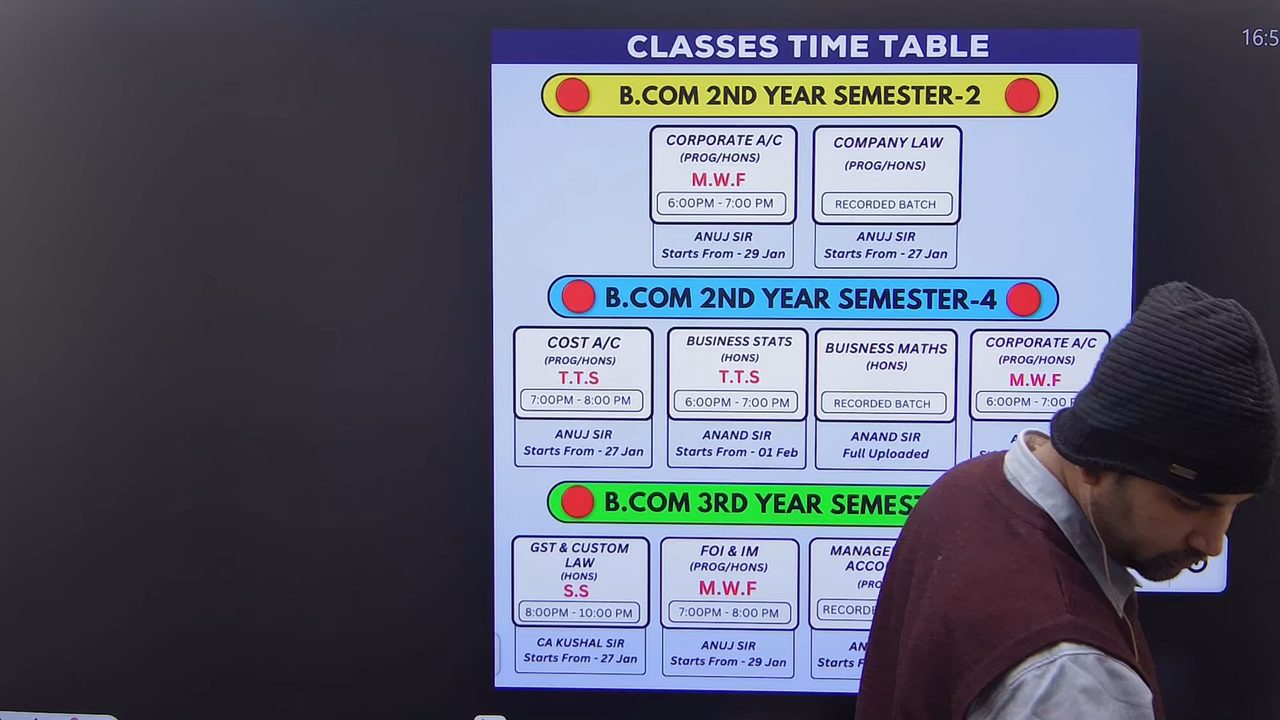 CLASSES TIME TABLE
16:5
B.COM 2ND YEAR SEMESTER-2
CORPORATE A/C
(PROG/HONS)
M.W.F
6:00PM - 7:00 PM
ANUJ SIR
Starts From - 29 Jan
COMPANY LAW
(PROG/HONS)
RECORDED BATCH
ANUJ SIR
Starts From - 27 Jan
B.COM 2ND YEAR SEMESTER-4
COST A/C
(PROG/HONS)
T.T.S
7:00PM - 8:00 PM
ANUJ SIR
Starts From - 27 Jan
BUSINESS STATS
(HONS)
T.T.S
6:00PM - 7:00 PM
ANAND SIR
Starts From - 01 Feb
BUISNESS MATHS
(HONS)
RECORDED BATCH
ANAND SIR
Full Uploaded
CORPORATE A/C
(PROG/HONS)
M.W.F
6:00PM - 7:00
B.COM 3RD YEAR
GST & CUSTOM
LAW
(HONS)
S.S
8:00PM - 10:00 PM
CA KUSHAL SIR
Starts From - 27 Jan
FOI & IM
(PROG/HONS)
M.W.F
7:00PM - 8:00 PM
ANUJ SIR
Starts From - 29 Jan